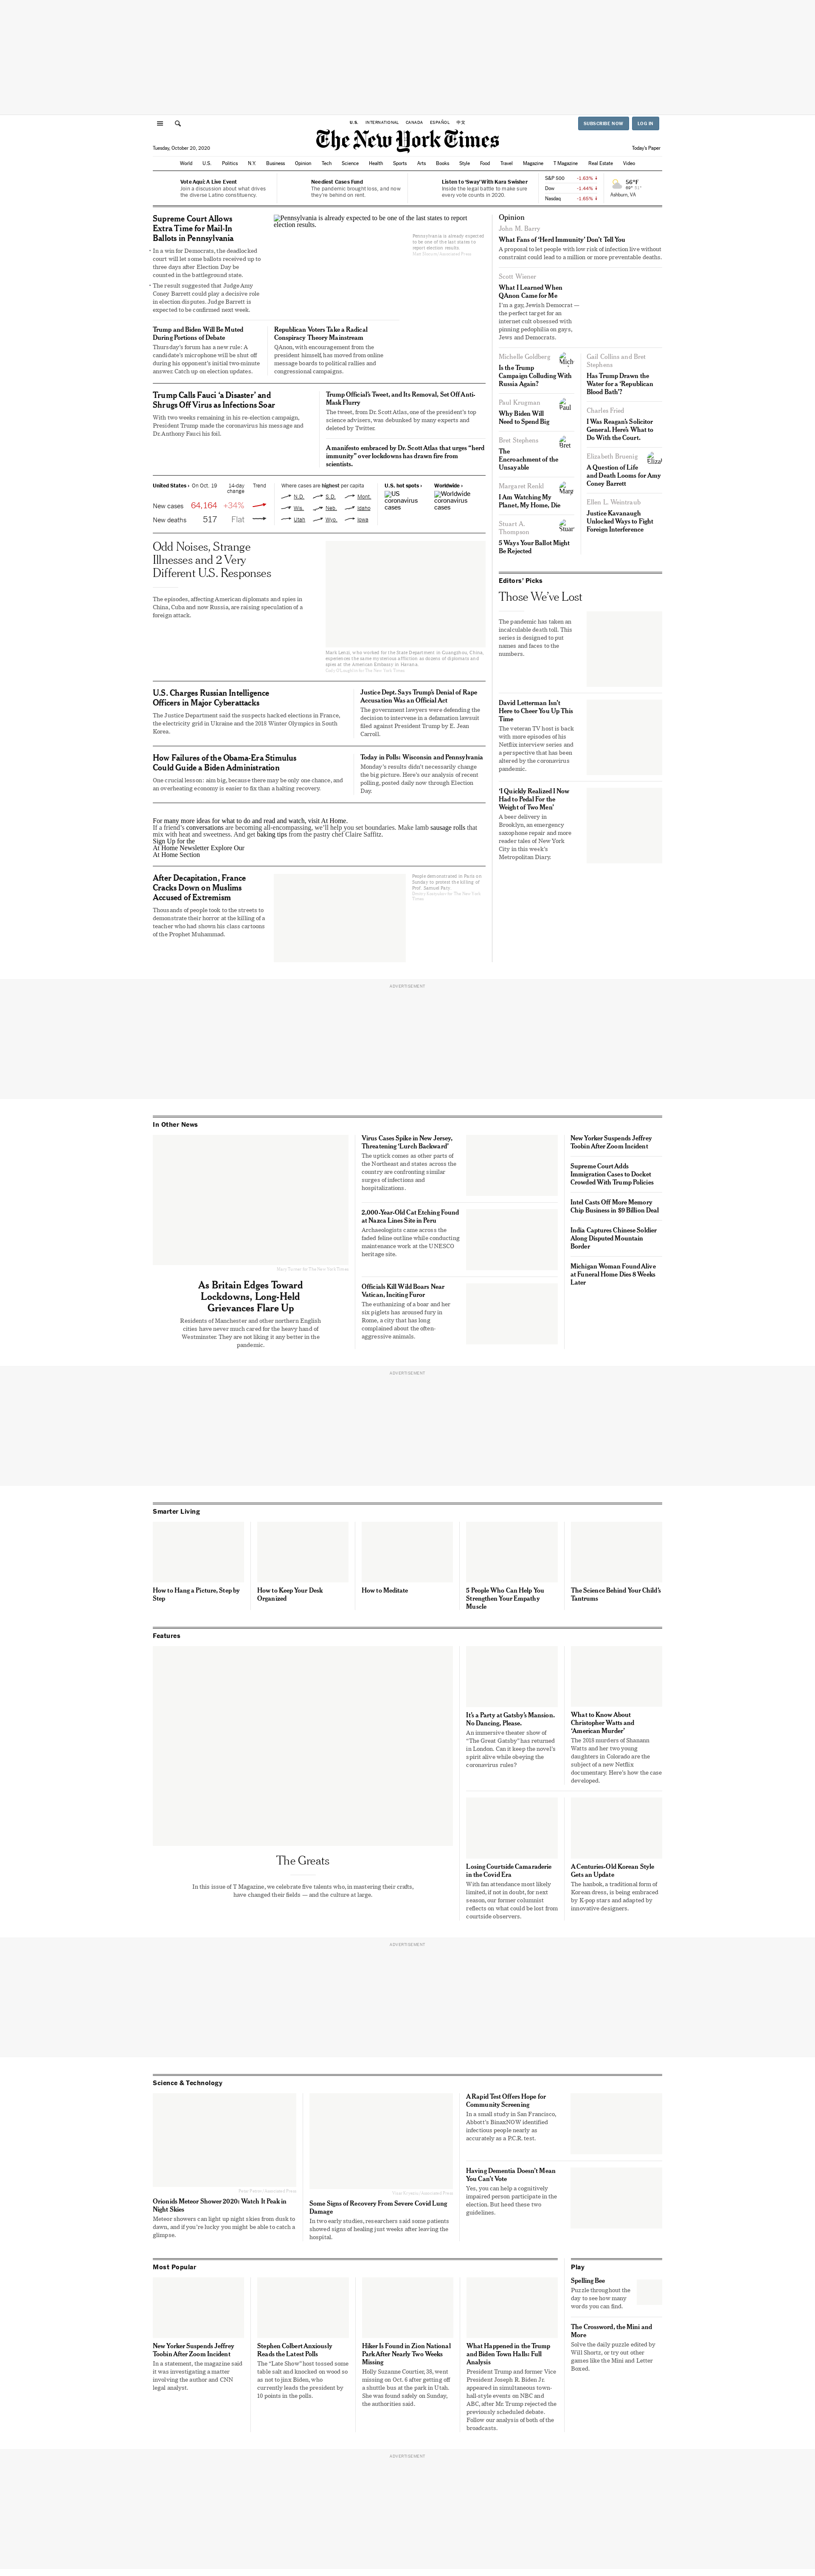 U.S. INTERNATIONAL CANADA ESPAÑOL 中文
SUBSCRIBE NOW
LOG IN
The New York Times
Tuesday, October 20, 2020
Today's Paper
World U.S. Politics N.Y. Business Opinion Tech Science Health Sports Arts Books Style Food Travel Magazine T Magazine Real Estate Video
Vote Aquí: A Live Event
Join a discussion about what drives
the diverse Latino constituency.
Neediest Cases Fund
The pandemic brought loss, and now
they're behind on rent.
Listen to 'Sway' With Kara Swisher
Inside the legal battle to make sure
every vote counts in 2020.
S&P 500 -1.63% ↓
Dow -1.44% ↓
Nasdaq -1.65% ↓
56°F
Ashburn, VA
Supreme Court Allows
Extra Time for Mail-In
Ballots in Pennsylvania
• In a win for Democrats, the deadlocked
court will let some ballots received up to
three days after Election Day be
counted in the battleground state.
• The result suggested that Judge Amy
Coney Barrett could play a decisive role
in election disputes. Judge Barrett is
expected to be confirmed next week.
Pennsylvania is already expected to be one of the last states to report
election results.
Pennsylvania is already expected
to be one of the last states to
report election results.
Trump and Biden Will Be Muted
During Portions of Debate
Thursday's forum has a new rule: A
candidate's microphone will be shut off
during his opponent's initial two-minute
answer. Catch up on election updates.
Republican Voters Take a Radical
Conspiracy Theory Mainstream
QAnon, with encouragement from the
president himself, has moved from online
message boards to political rallies and
congressional campaigns.
Trump Calls Fauci 'a Disaster' and
Shrugs Off Virus as Infections Soar
With two weeks remaining in his re-election campaign,
President Trump made the coronavirus his message and
Dr. Anthony Fauci his foil.
Trump Official's Tweet, and Its Removal, Set Off Anti-
Mask Flurry
The tweet, from Dr. Scott Atlas, one of the president's top
science advisers, was debunked by many experts and
deleted by Twitter.
A manifesto embraced by Dr. Scott Atlas that urges "herd
immunity" over lockdowns has drawn fire from
scientists.
United States › On Oct. 19 14-day
change Trend
New cases 64,164 +34%
New deaths 517 Flat
Where cases are highest per capita
N.D. S.D. Mont.
Wis. Neb. Idaho
Utah Wyo. Iowa
U.S. hot spots ›
US
coronavirus
cases
Worldwide ›
Worldwide
coronavirus
cases
Odd Noises, Strange
Illnesses and 2 Very
Different U.S. Responses
The episodes, affecting American diplomats and spies in
China, Cuba and now Russia, are raising speculation of a
foreign attack.
Mark Lenzi, who worked for the State Department in Guangzhou, China,
experienced the same mysterious affliction as dozens of diplomats and
spies at the American Embassy in Havana.
U.S. Charges Russian Intelligence
Officers in Major Cyberattacks
The Justice Department said the suspects hacked elections in France,
the electricity grid in Ukraine and the 2018 Winter Olympics in South
Korea.
Justice Dept. Says Trump's Denial of Rape
Accusation Was an Official Act
The government lawyers were defending the
decision to intervene in a defamation lawsuit
filed against President Trump by E. Jean
Carroll.
How Failures of the Obama-Era Stimulus
Could Guide a Biden Administration
One crucial lesson: aim big, because there may be only one chance, and
an overheating economy is easier to fix than a halting recovery.
Today in Polls: Wisconsin and Pennsylvania
Monday's results didn't necessarily change
the big picture. Here's our analysis of recent
polling, posted daily now through Election
Day.
For many more ideas for what to do and read and watch, visit At Home.
If a friend's conversations are becoming all-encompassing, we'll help you set boundaries. Make lamb sausage rolls that
mix with heat and sweetness. And get baking tips from the pastry chef Claire Saffitz.
Sign Up for the
At Home Newsletter Explore Our
At Home Section
After Decapitation, France
Cracks Down on Muslims
Accused of Extremism
Thousands of people took to the streets to
demonstrate their horror at the killing of a
teacher who had shown his class cartoons
of the Prophet Muhammad.
People demonstrated in Paris on
Sunday to protest the killing of
Prof. Samuel Paty.
Opinion
John M. Barry
What Fans of 'Herd Immunity' Don't Tell You
A proposal to let people with low risk of infection live without
constraint could lead to a million or more preventable deaths.
Scott Wiener
What I Learned When
QAnon Came for Me
I'm a gay, Jewish Democrat —
the perfect target for an
internet cult obsessed with
pinning pedophilia on gays,
Jews and Democrats.
Michelle Goldberg
Is the Trump
Campaign Colluding With
Russia Again?
Paul Krugman
Why Biden Will
Need to Spend Big
Bret Stephens
The
Encroachment of the
Unsayable
Margaret Renkl
I Am Watching My
Planet, My Home, Die
Stuart A.
Thompson
5 Ways Your Ballot Might
Be Rejected
Gail Collins and Bret
Stephens
Has Trump Drawn the
Water for a 'Republican
Blood Bath'?
Charles Fried
I Was Reagan's Solicitor
General. Here's What to
Do With the Court.
Elizabeth Bruenig
A Question of Life
and Death Looms for Amy
Coney Barrett
Ellen L. Weintraub
Justice Kavanaugh
Unlocked Ways to Fight
Foreign Interference
Editors' Picks
Those We've Lost
The pandemic has taken an
incalculable death toll. This
series is designed to put
names and faces to the
numbers.
David Letterman Isn't
Here to Cheer You Up This
Time
The veteran TV host is back
with more episodes of his
Netflix interview series and
a perspective that has been
altered by the coronavirus
pandemic.
'I Quickly Realized I Now
Had to Pedal For the
Weight of Two Men'
A beer delivery in
Brooklyn, an emergency
saxophone repair and more
reader tales of New York
City in this week's
Metropolitan Diary.
ADVERTISEMENT
In Other News
As Britain Edges Toward
Lockdowns, Long-Held
Grievances Flare Up
Residents of Manchester and other northern English
cities have never much cared for the heavy hand of
Westminster. They are not liking it any better in the
pandemic.
Virus Cases Spike in New Jersey,
Threatening 'Lurch Backward'
The uptick comes as other parts of
the Northeast and states across the
country are confronting similar
surges of infections and
hospitalizations.
2,000-Year-Old Cat Etching Found
at Nazca Lines Site in Peru
Archaeologists came across the
faded feline outline while conducting
maintenance work at the UNESCO
heritage site.
Officials Kill Wild Boars Near
Vatican, Inciting Furor
The euthanizing of a boar and her
six piglets has aroused fury in
Rome, a city that has long
complained about the often-
aggressive animals.
New Yorker Suspends Jeffrey
Toobin After Zoom Incident
Supreme Court Adds
Immigration Cases to Docket
Crowded With Trump Policies
Intel Casts Off More Memory
Chip Business in $9 Billion Deal
India Captures Chinese Soldier
Along Disputed Mountain
Border
Michigan Woman Found Alive
at Funeral Home Dies 8 Weeks
Later
ADVERTISEMENT
Smarter Living
How to Hang a Picture, Step by
Step
How to Keep Your Desk
Organized
How to Meditate
5 People Who Can Help You
Strengthen Your Empathy
Muscle
The Science Behind Your Child's
Tantrums
Features
The Greats
In this issue of T Magazine, we celebrate five talents who, in mastering their crafts,
have changed their fields — and the culture at large.
It's a Party at Gatsby's Mansion.
No Dancing, Please.
An immersive theater show of
"The Great Gatsby" has returned
in London. Can it keep the novel's
spirit alive while obeying the
coronavirus rules?
What to Know About
Christopher Watts and
'American Murder'
The 2018 murders of Shanann
Watts and her two young
daughters in Colorado are the
subject of a new Netflix
documentary. Here's how the case
developed.
Losing Courtside Camaraderie
in the Covid Era
With fan attendance most likely
limited, if not in doubt, for next
season, our former columnist
reflects on what could be lost from
courtside observers.
A Centuries-Old Korean Style
Gets an Update
The hanbok, a traditional form of
Korean dress, is being embraced
by K-pop stars and adapted by
innovative designers.
ADVERTISEMENT
Science & Technology
Orionids Meteor Shower 2020: Watch It Peak in
Night Skies
Meteor showers can light up night skies from dusk to
dawn, and if you're lucky you might be able to catch a
glimpse.
Some Signs of Recovery From Severe Covid Lung
Damage
In two early studies, researchers said some patients
showed signs of healing just weeks after leaving the
hospital.
A Rapid Test Offers Hope for
Community Screening
In a small study in San Francisco,
Abbott's BinaxNOW identified
infectious people nearly as
accurately as a P.C.R. test.
Having Dementia Doesn't Mean
You Can't Vote
Yes, you can help a cognitively
impaired person participate in the
election. But heed these two
guidelines.
Most Popular
New Yorker Suspends Jeffrey
Toobin After Zoom Incident
In a statement, the magazine said
it was investigating a matter
involving the author and CNN
legal analyst.
Stephen Colbert Anxiously
Reads the Latest Polls
The "Late Show" host tossed some
table salt and knocked on wood so
as not to jinx Biden, who
currently leads the president by
10 points in the polls.
Hiker Is Found in Zion National
Park After Nearly Two Weeks
Missing
Holly Suzanne Courtier, 38, went
missing on Oct. 6 after getting off
a shuttle bus at the park in Utah.
She was found safely on Sunday,
the authorities said.
What Happened in the Trump
and Biden Town Halls: Full
Analysis
President Trump and former Vice
President Joseph R. Biden Jr.
appeared in simultaneous town-
hall-style events on NBC and
ABC, after Mr. Trump rejected the
previously scheduled debate.
Follow our analysis of both of the
broadcasts.
Play
Spelling Bee
Puzzle throughout the
day to see how many
words you can find.
The Crossword, the Mini and
More
Solve the daily puzzle edited by
Will Shortz, or try out other
games like the Mini and Letter
Boxed.
ADVERTISEMENT